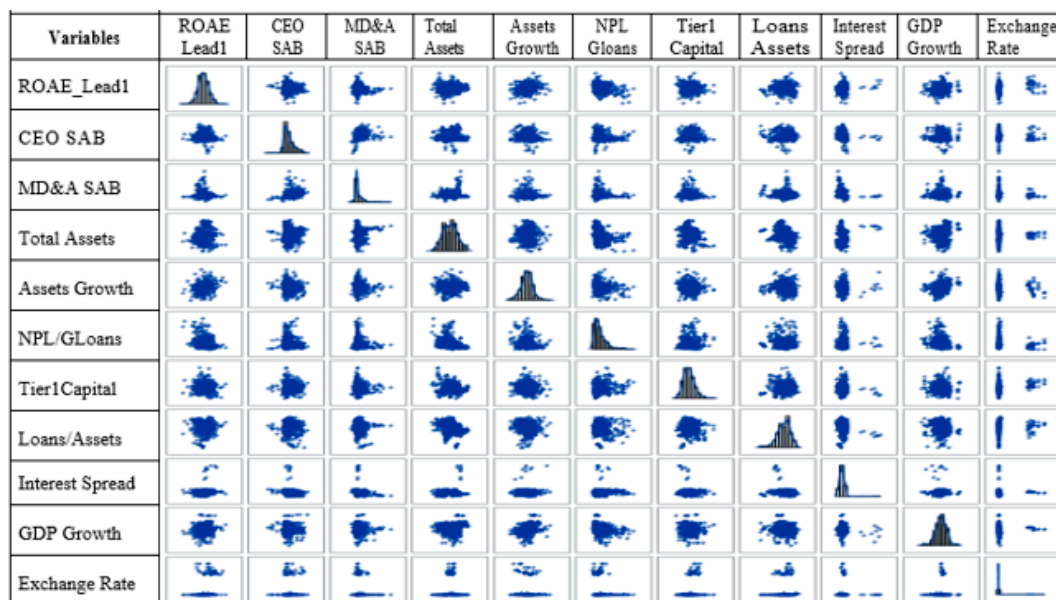 Variables
ROAE
Lead1
CEO
SAB
MD&A
SAB
Total
Assets
Assets
Growth
NPL
Gloans
Tier1
Capital
Loans
Assets
Interest
Spread
GDP
Growth
Exchange
Rate
ROAE_Lead1
CEO SAB
MD&A SAB
Total Assets
Assets Growth
NPL/GLoans
Tier1Capital
Loans/Assets
Interest Spread
GDP Growth
Exchange Rate